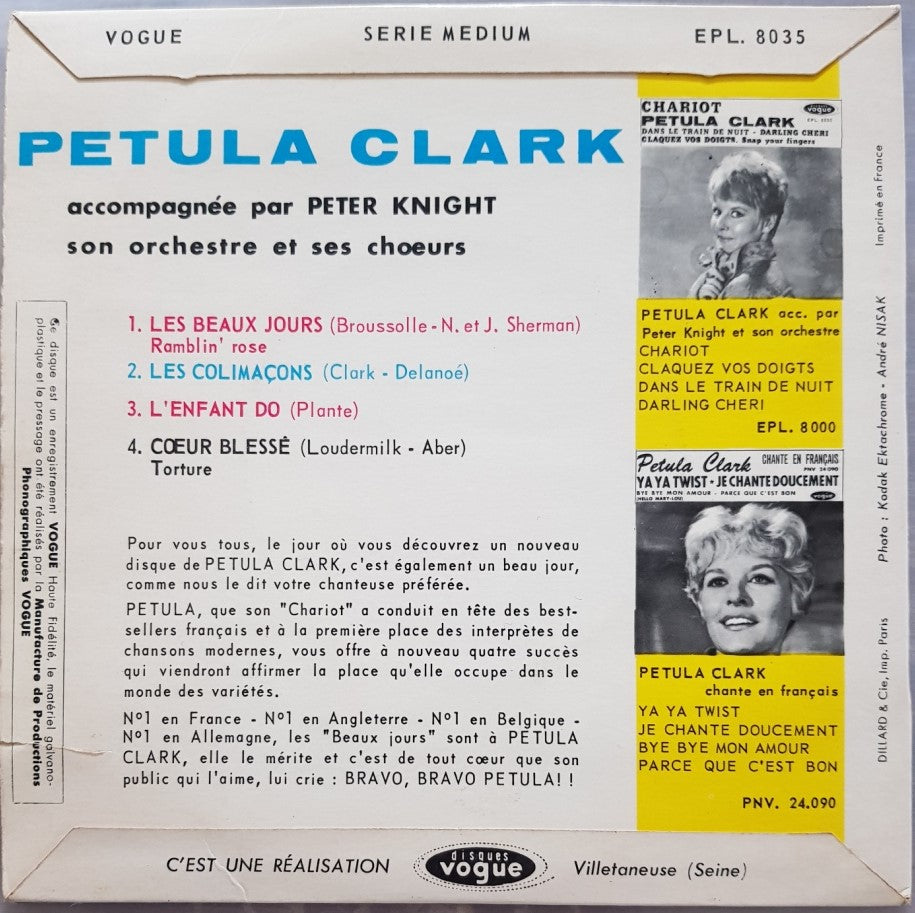 VOGUE SERIE MEDIUM EPL. 8035
PETULA CLARK
accompagnée par PETER KNIGHT
son orchestre et ses chœurs
1. LES BEAUX JOURS (Broussolle - N. et J. Sherman)
Ramblin' rose
2. LES COLIMAÇONS (Clark - Delanoé)
3. L'ENFANT DO (Plante)
4. CŒUR BLESSÊ (Loudermilk - Aber)
Torture
Pour vous tous, le jour où vous découvrez un nouveau
disque de PETULA CLARK, c'est également un beau jour,
comme nous le dit votre chanteuse préférée.
PETULA, que son "Chariot" a conduit en tête des best-
sellers français et à la première place des interprètes de
chansons modernes, vous offre à nouveau quatre succès
qui viendront affirmer la place qu'elle occupe dans le
monde des variétés.
Nº1 en France - Nº1 en Angleterre - Nº1 en Belgique -
Nº1 en Allemagne, les "Beaux jours" sont à PETULA
CLARK, elle le mérite et c'est de tout cœur que son
public qui l'aime, lui crie : BRAVO, BRAVO PETULA! !
Ce disque est un enregistrement VOGUE Haute Fidélité, le matériel galvano-
plastique et le pressage ont été réalisés par la Manufacture de Productions
Phonographiques VOGUE
CHARIOT
vogue
PETULA CLARK
DANS LE TRAIN DE NUIT - DARLING CHERI
CLAQUEZ VOS DOIGTS. Snap your fingers
PETULA CLARK acc. par
Peter Knight et son orchestre
CHARIOT
CLAQUEZ VOS DOIGTS
DANS LE TRAIN DE NUIT
DARLING CHERI
EPL. 8000
Petula Clark CHANTE EN FRANÇAIS
PNV 24.090
YA YA TWIST - JE CHANTE DOUCEMENT
BYE BYE MON AMOUR - PARCE QUE C'EST BON
(HELLO MARY-LOU)
vogue
PETULA CLARK
chante en français
YA YA TWIST
JE CHANTE DOUCEMENT
BYE BYE MON AMOUR
PARCE QUE C'EST BON
PNV. 24.090
DILLARD & Cie, Imp. Paris Photo : Kodak Ektachrome - André NISAK Imprimé en France
C'EST UNE RÉALISATION disques vogue Villetaneuse (Seine)